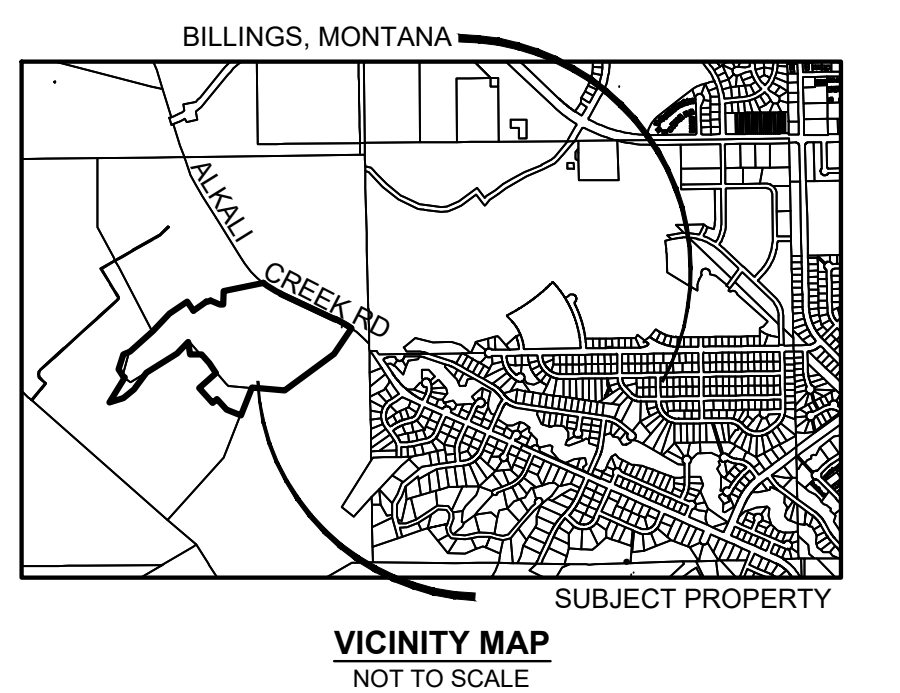 BILLINGS, MONTANA
ALKALI
CREEK RD
SUBJECT PROPERTY
VICINITY MAP
NOT TO SCALE